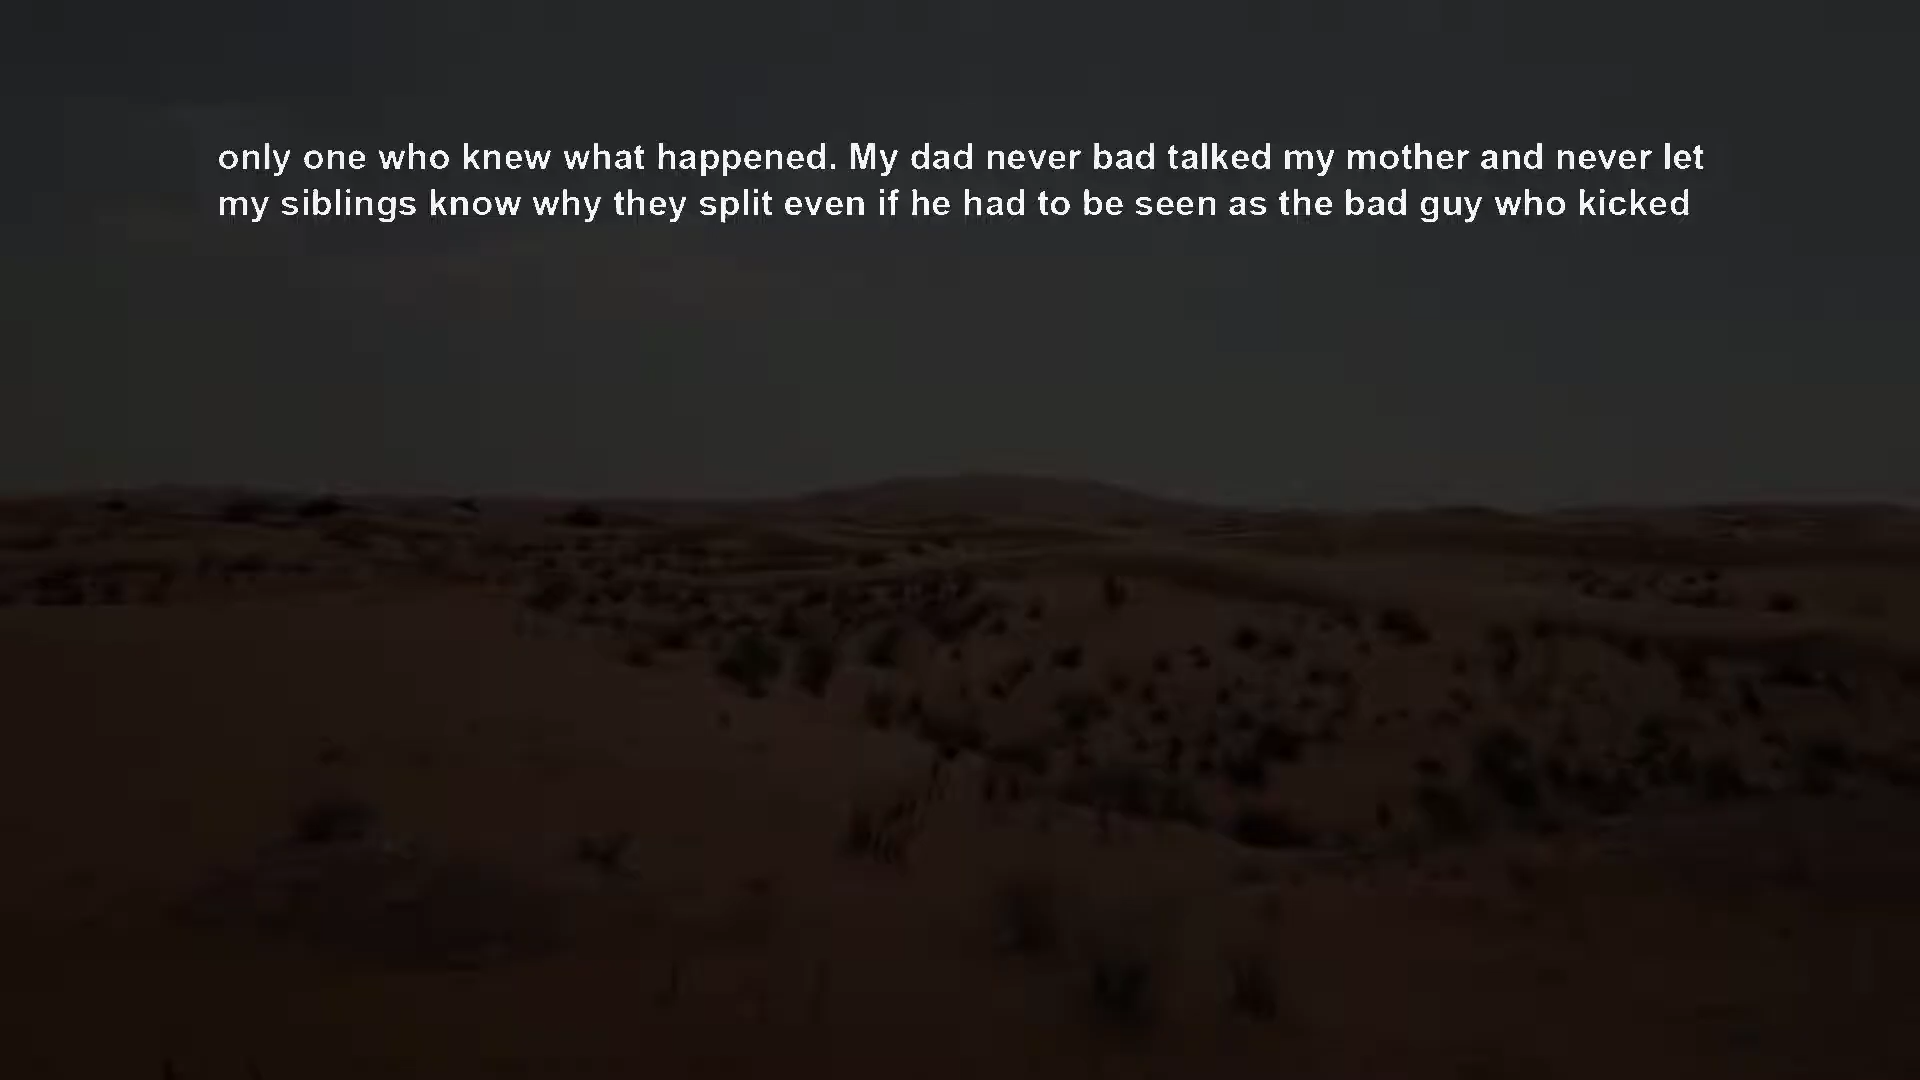 only one who knew what happened. My dad never bad talked my mother and never let
my siblings know why they split even if he had to be seen as the bad guy who kicked